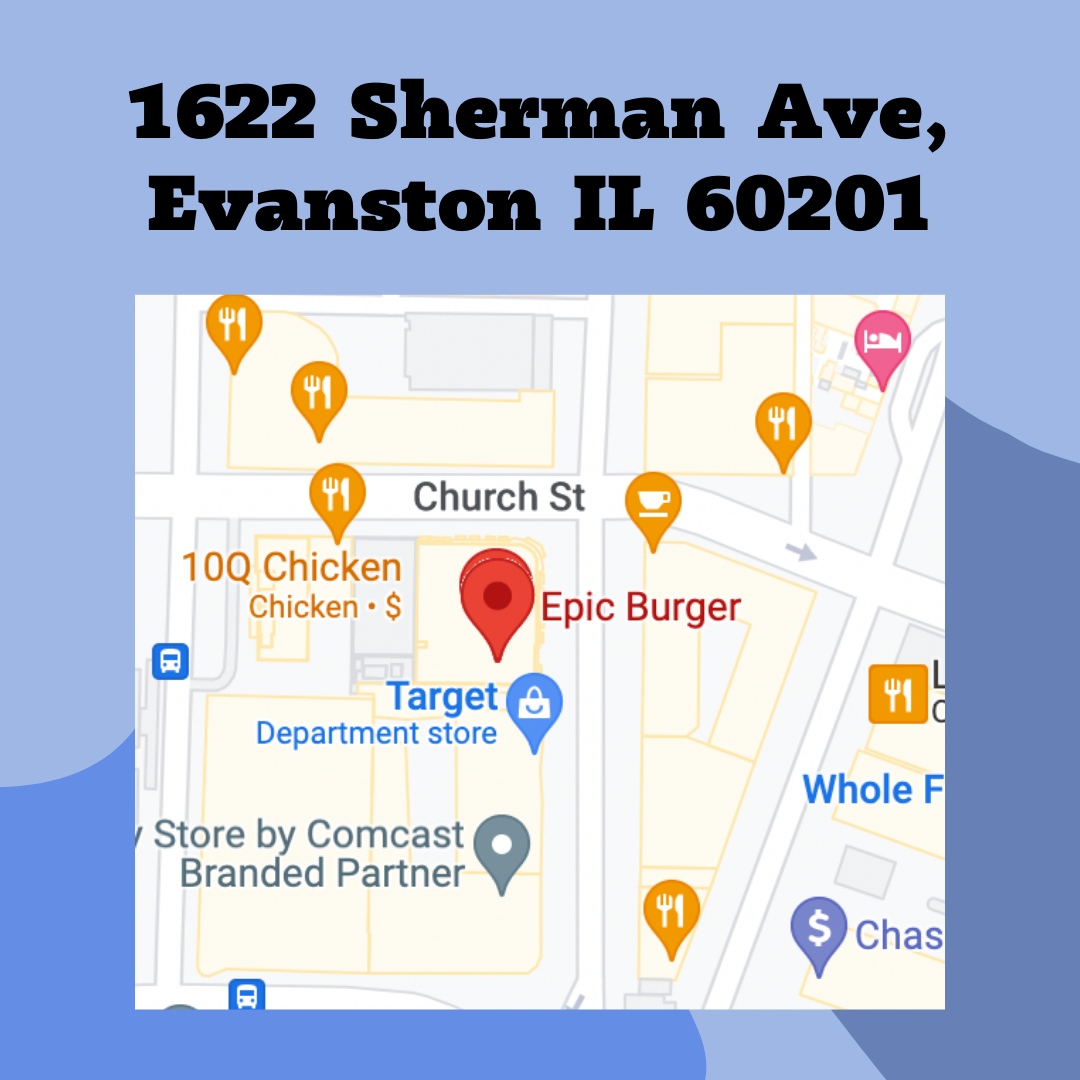 1622 Sherman Ave,
Evanston IL 60201
Church St
10Q Chicken
Chicken • $
Epic Burger
Target
Department store
Whole F
Store by Comcast
Branded Partner
$ Chas